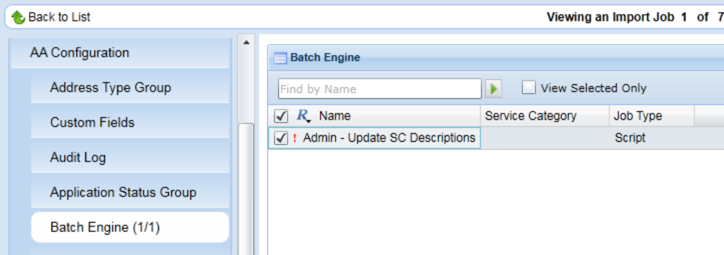 Back to List
Viewing an Import Job 1 of 7
AA Configuration
Address Type Group
Custom Fields
Audit Log
Application Status Group
Batch Engine (1/1)
Batch Engine
Find by Name
View Selected Only
R Name Service Category Job Type
! Admin - Update SC Descriptions Script